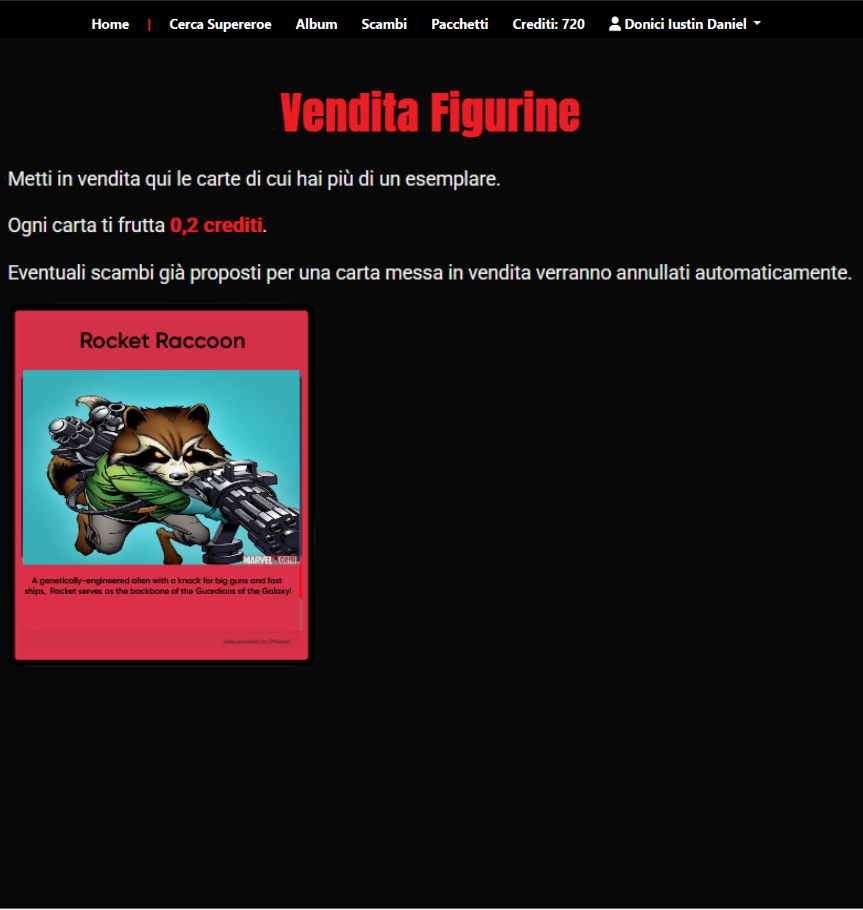 Home | Cerca Supereroe Album Scambi Pacchetti Crediti: 720 Donici Iustin Daniel
Vendita Figurine
Metti in vendita qui le carte di cui hai più di un esemplare.
Ogni carta ti frutta 0,2 crediti.
Eventuali scambi già proposti per una carta messa in vendita verranno annullati automaticamente.
Rocket Raccoon
MARVEL.COM
A genetically-engineered alien with a knack for big guns and fast
ships, Rocket serves as the backbone of the Guardians of the Galaxy!
provided by